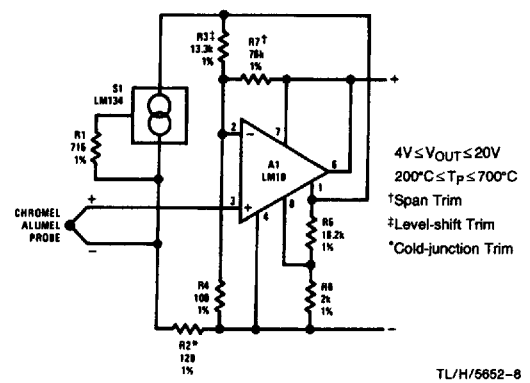 R3‡
13.3k
1%
R7†
1%
S1
LM134
R1
716
1%
2
−
7
+
A1
LM10
6
4V≤VOUT≤20V
200°C≤TP≤700°C
†Span Trim
‡Level-shift Trim
*Cold-junction Trim
+
CHROMEL
ALUMEL
PROBE
−
3
+
4
8
1
R5
18.2k
1%
R4
100
1%
R6
2k
1%
R2*
120
1%
−
TL/H/5652-8